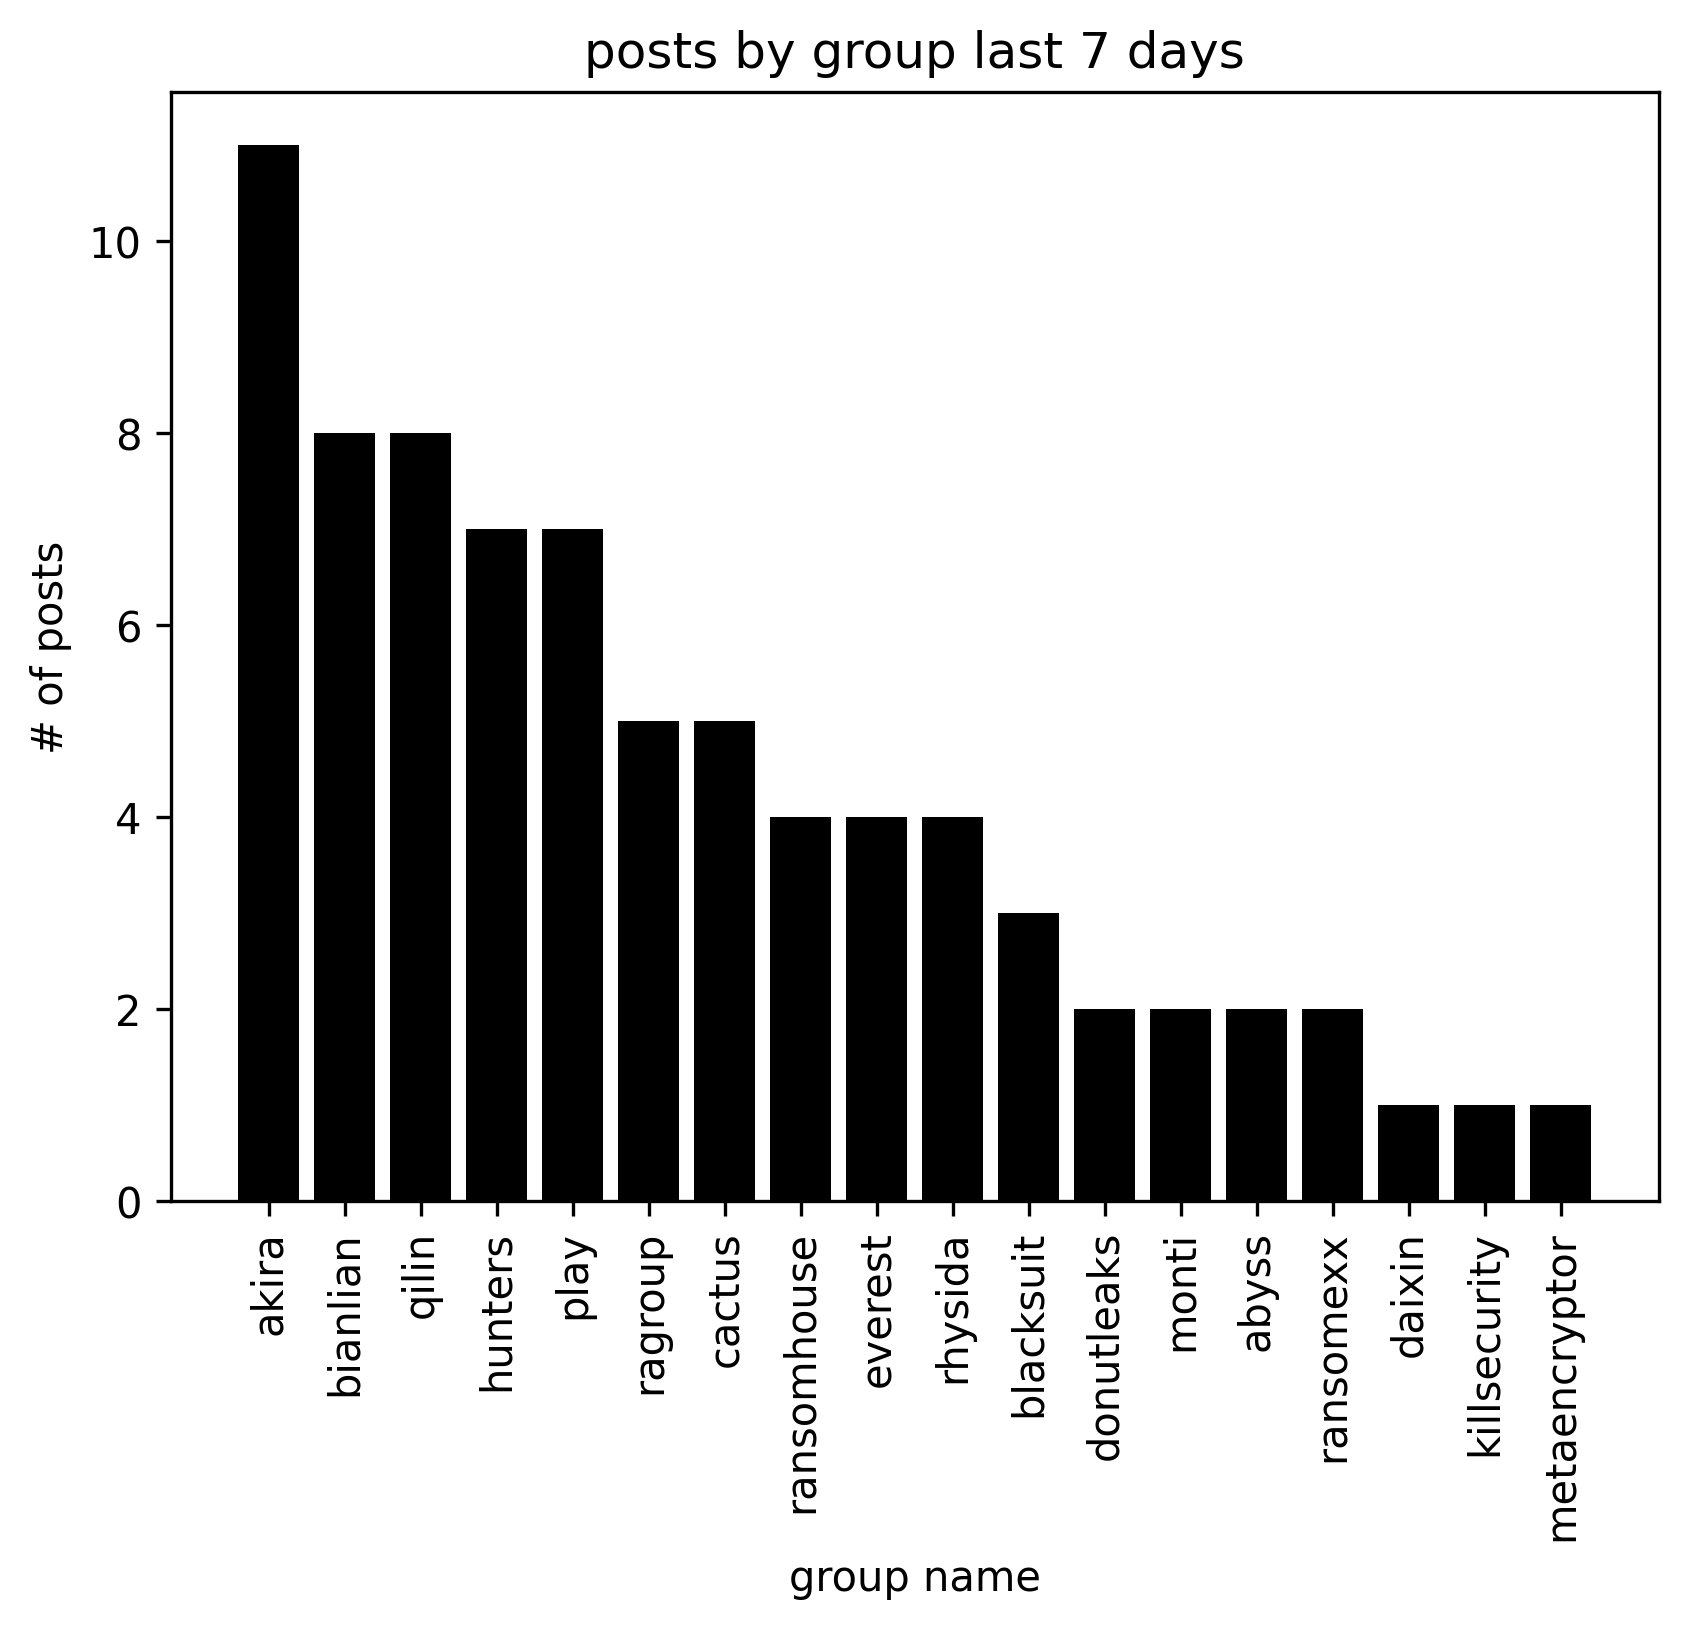 posts by group last 7 days
# of posts
10
8
6
4
2
0
akira
bianlian
qilin
hunters
play
ragroup
cactus
ransomhouse
everest
rhysida
blacksuit
donutleaks
monti
abyss
ransomexx
daixin
killsecurity
metaencryptor
group name